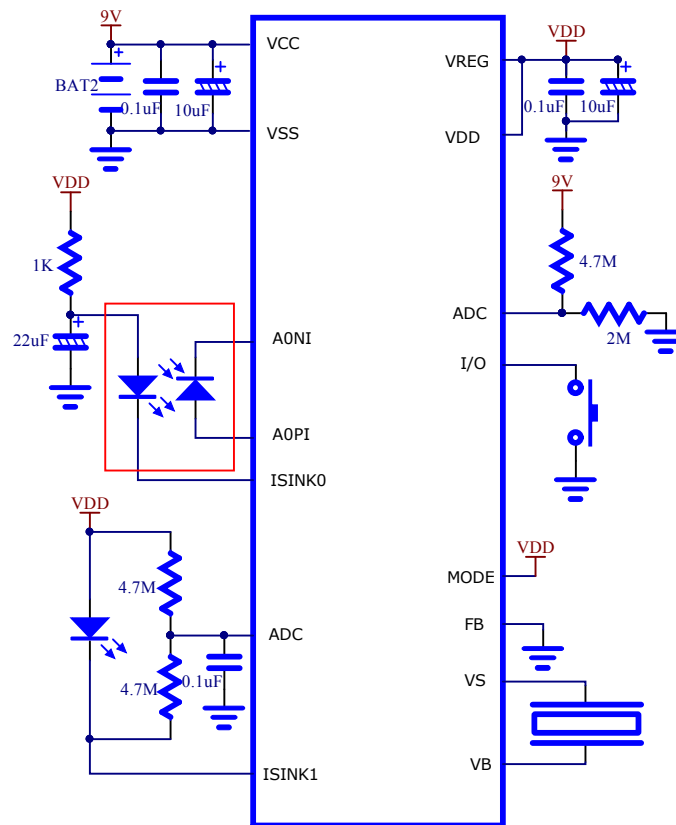 9V
VCC
BAT2
0.1uF
10uF
VSS
VDD
1K
22uF
A0NI
A0PI
ISINK0
VDD
4.7M
ADC
4.7M
0.1uF
ISINK1
VDD
VREG
0.1uF
10uF
VDD
9V
4.7M
ADC
2M
I/O
VDD
MODE
FB
VS
VB